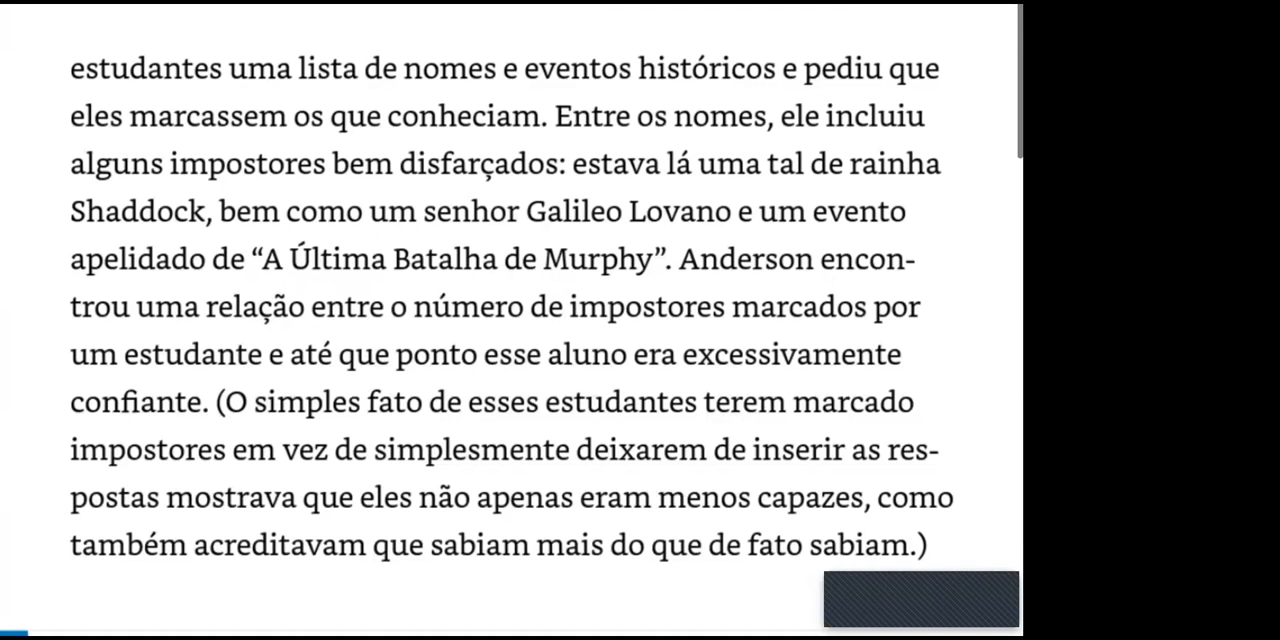 estudantes uma lista de nomes e eventos históricos e pediu que
eles marcassem os que conheciam. Entre os nomes, ele incluiu
alguns impostores bem disfarçados: estava lá uma tal de rainha
Shaddock, bem como um senhor Galileo Lovano e um evento
apelidado de “A Última Batalha de Murphy”. Anderson encon-
trou uma relação entre o número de impostores marcados por
um estudante e até que ponto esse aluno era excessivamente
confiante. (O simples fato de esses estudantes terem marcado
impostores em vez de simplesmente deixarem de inserir as res-
postas mostrava que eles não apenas eram menos capazes, como
também acreditavam que sabiam mais do que de fato sabiam.)